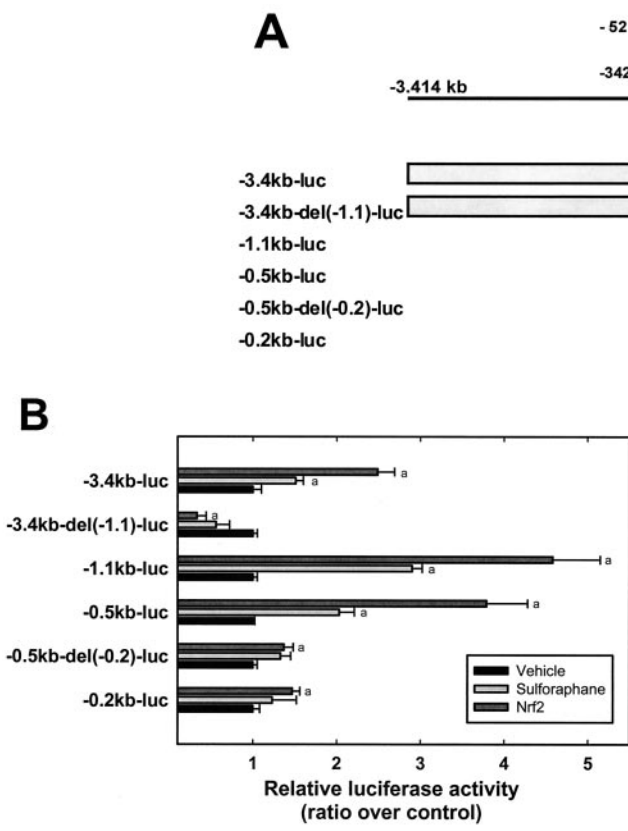 A
- 52
-342
-3.414 kb
-3.4kb-luc
-3.4kb-del(-1.1)-luc
-1.1kb-luc
-0.5kb-luc
-0.5kb-del(-0.2)-luc
-0.2kb-luc
B
-3.4kb-luc
a
a
-3.4kb-del(-1.1)-luc
a
-1.1kb-luc
a
a
-0.5kb-luc
a
a
-0.5kb-del(-0.2)-luc
a
-0.2kb-luc
a
Vehicle
Sulforaphane
Nrf2
1 2 3 4 5
Relative luciferase activity
(ratio over control)